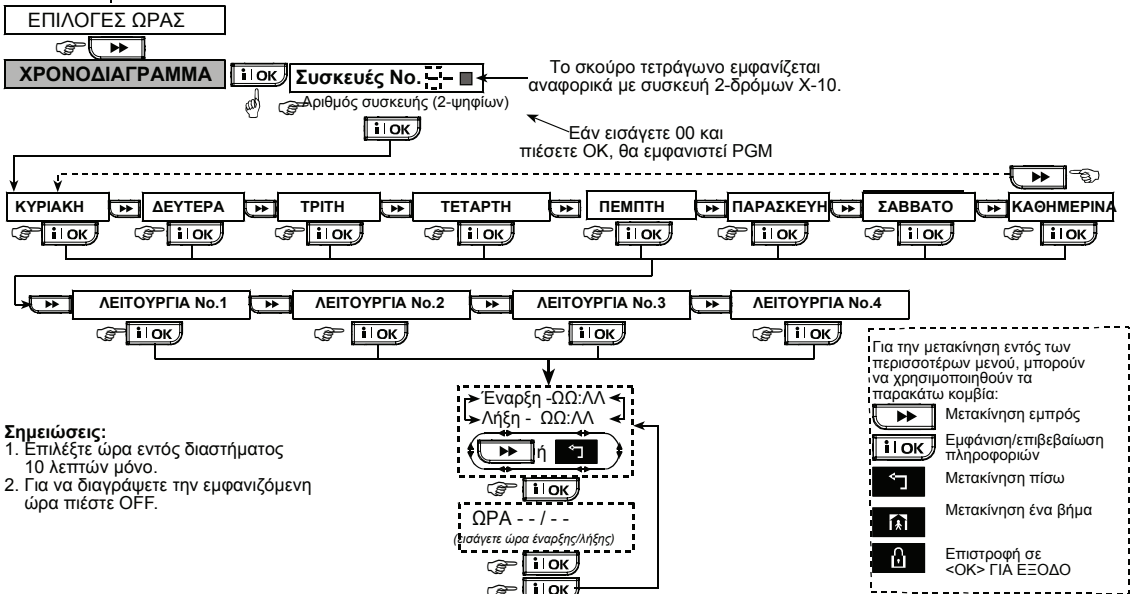 ΕΠΙΛΟΓΕΣ ΩΡΑΣ
ΧΡΟΝΟΔΙΑΓΡΑΜΜΑ
i OK
Συσκευές No.
Αριθμός συσκευής (2-ψηφίων)
i OK
Το σκούρο τετράγωνο εμφανίζεται
αναφορικά με συσκευή 2-δρόμων X-10.
Εάν εισάγετε 00 και
πιέσετε OK, θα εμφανιστεί PGM
ΚΥΡΙΑΚΗ ΔΕΥΤΕΡΑ ΤΡΙΤΗ ΤΕΤΑΡΤΗ ΠΕΜΠΤΗ ΠΑΡΑΣΚΕΥΗ ΣΑΒΒΑΤΟ ΚΑΘΗΜΕΡΙΝΑ
i OK i OK i OK i OK i OK i OK i OK i OK
ΛΕΙΤΟΥΡΓΙΑ No.1 ΛΕΙΤΟΥΡΓΙΑ No.2 ΛΕΙΤΟΥΡΓΙΑ No.3 ΛΕΙΤΟΥΡΓΙΑ No.4
i OK i OK i OK i OK
Έναρξη -ΩΩ:ΛΛ
Λήξη - ΩΩ:ΛΛ
ή
i OK
ΩΡΑ - - / - -
(εισάγετε ώρα έναρξης/λήξης)
i OK
i OK
Σημειώσεις:
1. Επιλέξτε ώρα εντός διαστήματος
10 λεπτών μόνο.
2. Για να διαγράψετε την εμφανιζόμενη
ώρα πιέστε OFF.
Για την μετακίνηση εντός των
περισσοτέρων μενού, μπορούν
να χρησιμοποιηθούν τα
παρακάτω κομβία:
Μετακίνηση εμπρός
i OK Εμφάνιση/επιβεβαίωση
πληροφοριών
Μετακίνηση πίσω
Μετακίνηση ένα βήμα
Επιστροφή σε
<OK> ΓΙΑ ΕΞΟΔΟ